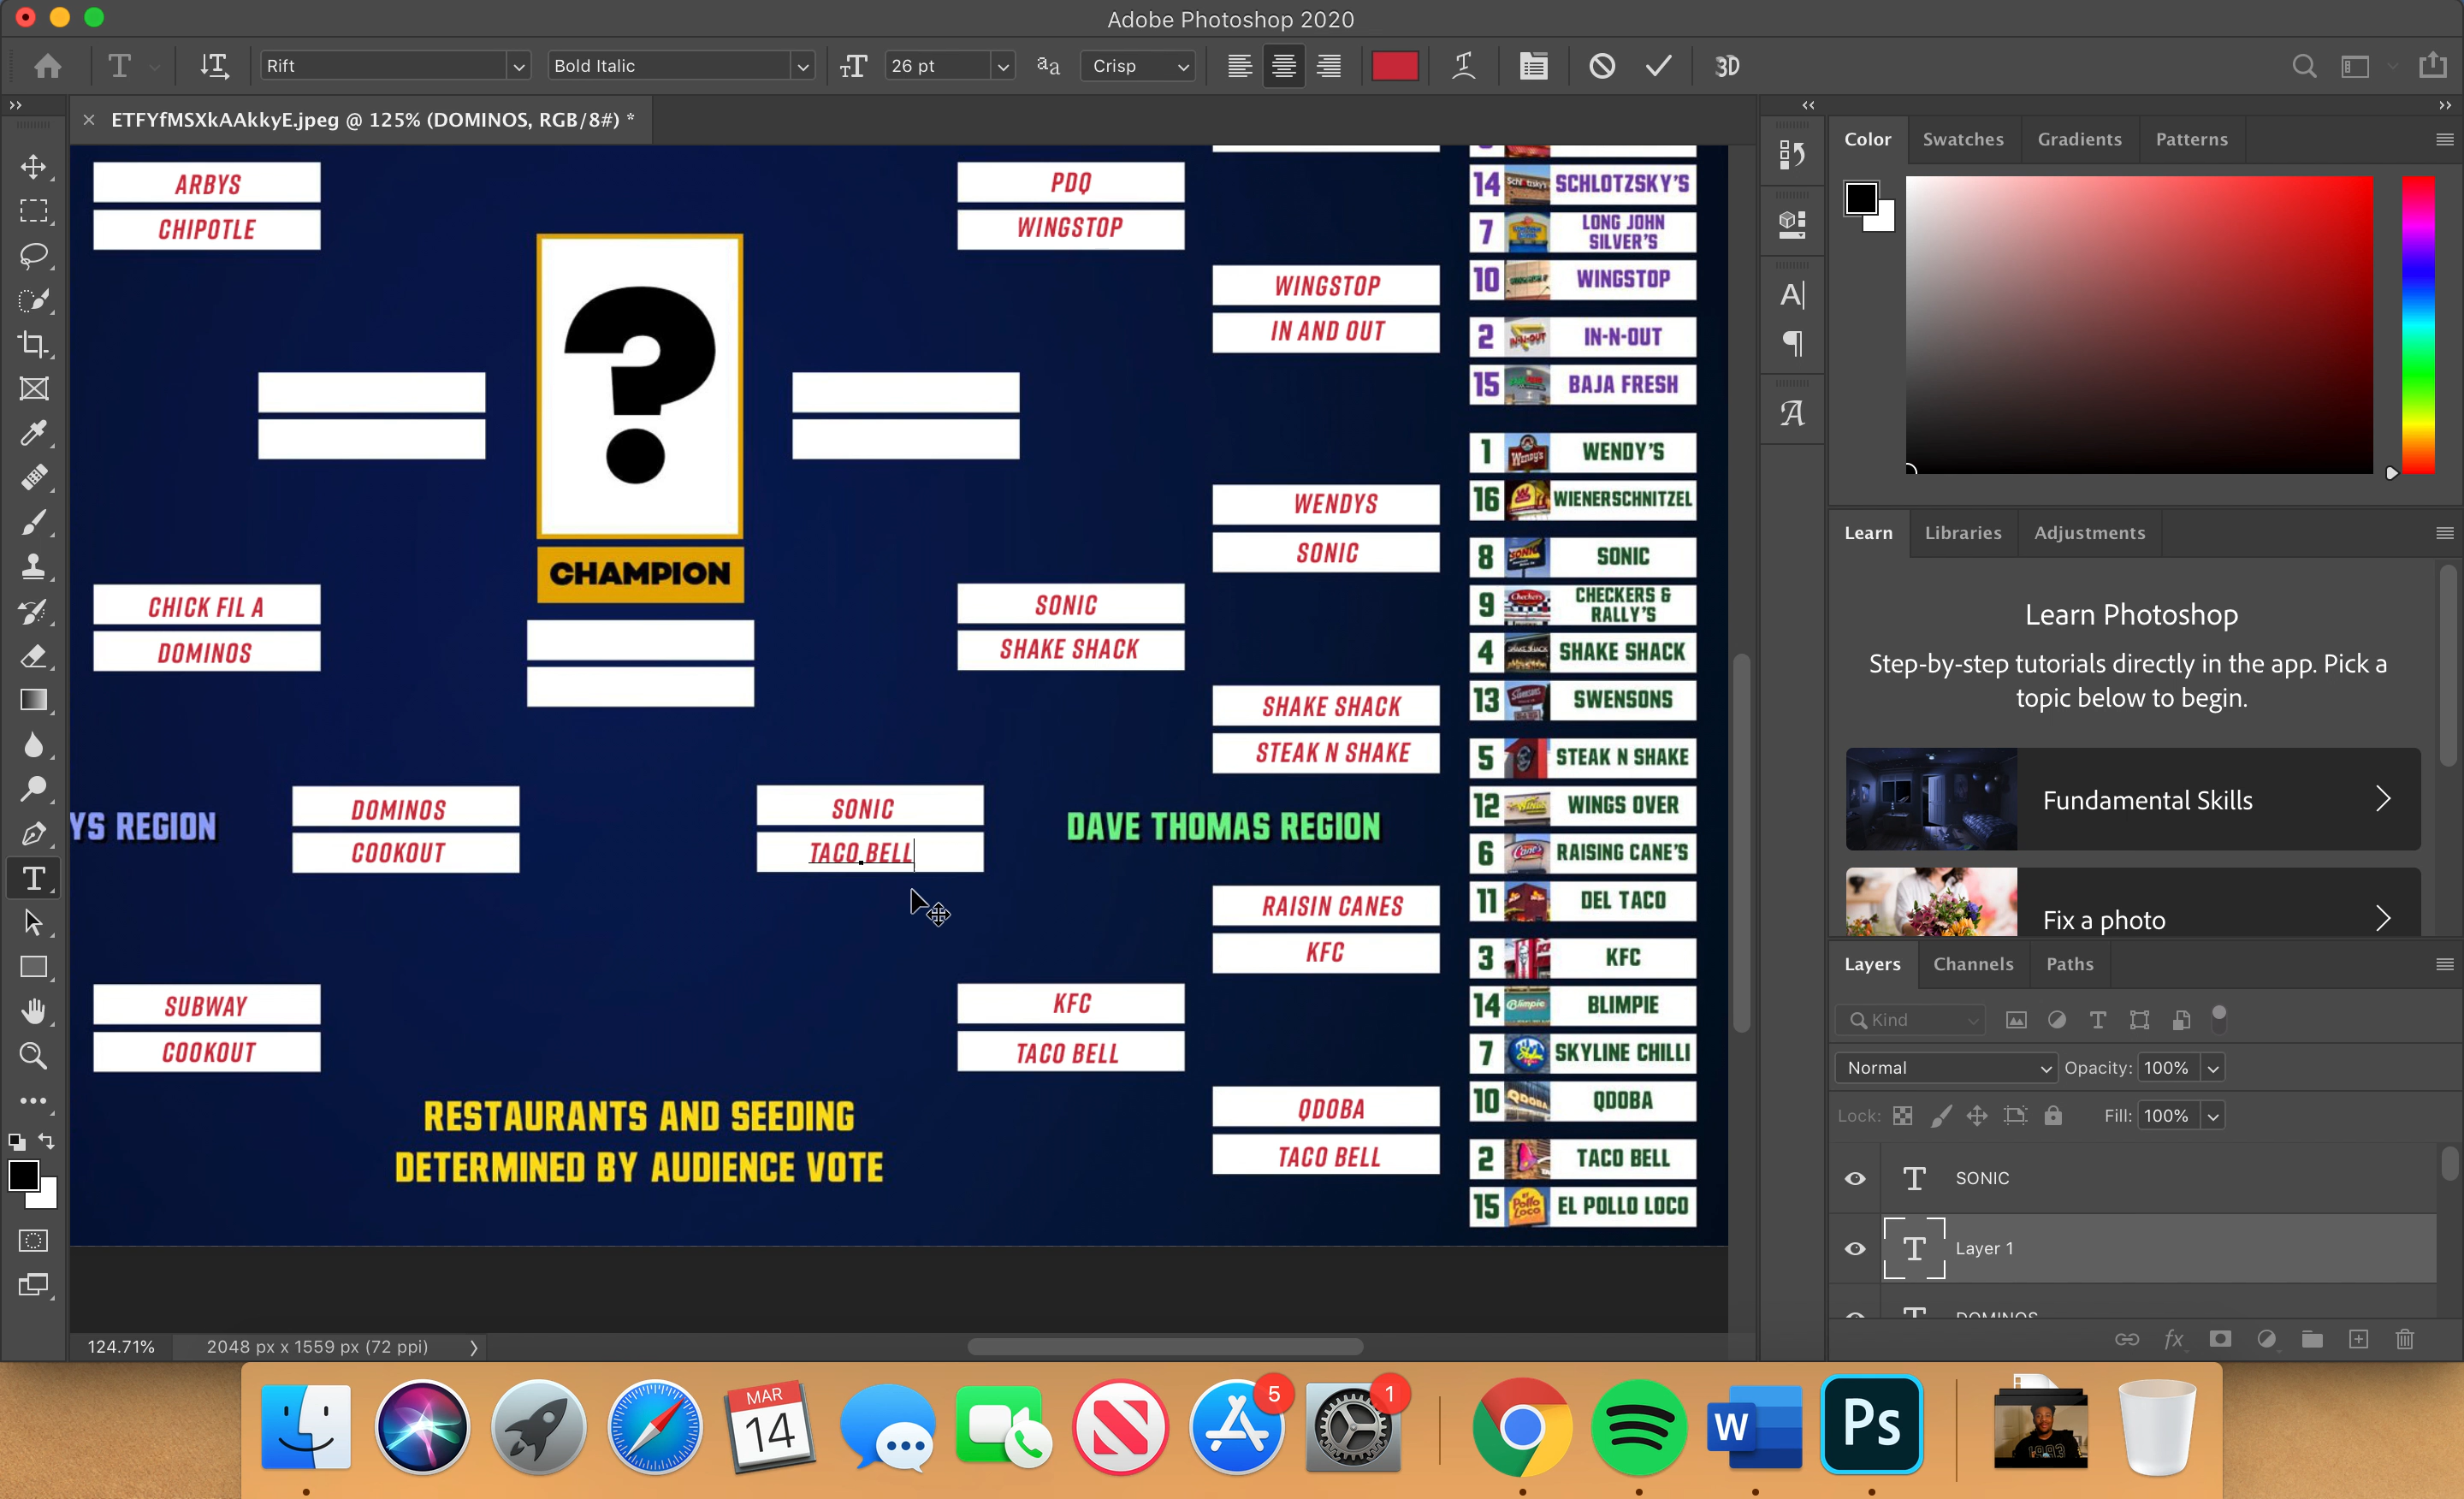 Adobe Photoshop 2020
Rift
Bold Italic
26 pt
Crisp
3D
ETFYfMSXkAAkkyE.jpeg @ 125% (DOMINOS, RGB/8#) *
ARBYS
CHIPOTLE
CHICK FIL A
DOMINOS
YS REGION
DOMINOS
COOKOUT
SUBWAY
COOKOUT
CHAMPION
RESTAURANTS AND SEEDING
DETERMINED BY AUDIENCE VOTE
SONIC
TACO BELL
PDQ
WINGSTOP
SONIC
SHAKE SHACK
DAVE THOMAS REGION
KFC
TACO BELL
WINGSTOP
IN AND OUT
WENDYS
SONIC
SHAKE SHACK
STEAK N SHAKE
RAISIN CANES
KFC
QDOBA
TACO BELL
14 SCHLOTZSKY'S
7 LONG JOHN
SILVER'S
10 WINGSTOP
2 IN-N-OUT
15 BAJA FRESH
1 WENDY'S
16 WIENERSCHNITZEL
8 SONIC
9 CHECKERS &
RALLY'S
4 SHAKE SHACK
13 SWENSONS
5 STEAK N SHAKE
12 WINGS OVER
6 RAISING CANE'S
11 DEL TACO
3 KFC
14 BLIMPIE
7 SKYLINE CHILLI
10 QDOBA
2 TACO BELL
15 EL POLLO LOCO
124.71%
2048 px x 1559 px (72 ppi)
Color
Swatches
Gradients
Patterns
Learn
Libraries
Adjustments
Learn Photoshop
Step-by-step tutorials directly in the app. Pick a
topic below to begin.
Fundamental Skills
Fix a photo
Layers
Channels
Paths
Kind
Normal
Opacity: 100%
Lock:
Fill: 100%
SONIC
Layer 1
DOMINOS
MAR
14
5
1
W
Ps